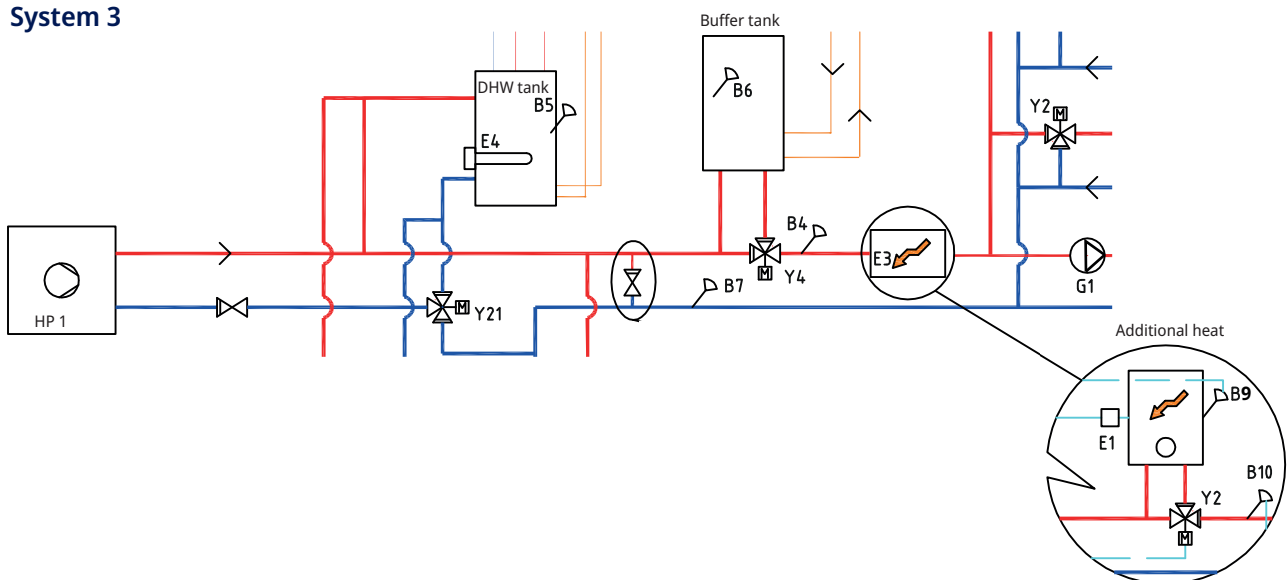 System 3
Buffer tank
DHW tank
B5
B6
Y2
M
E4
B4
E3
M
Y4
G1
B7
HP 1
M
Y21
Additional heat
B9
E1
B10
Y2
M